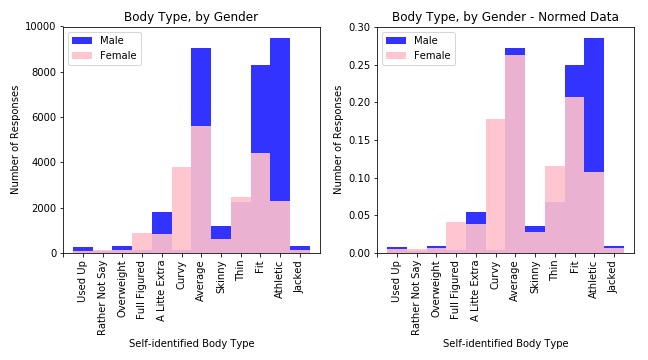 Body Type, by Gender
Number of Responses
10000
8000
6000
4000
2000
0
Male
Female
Used Up
Rather Not Say
Overweight
Full Figured
A Litte Extra
Curvy
Average
Skinny
Thin
Fit
Athletic
Jacked
Self-identified Body Type
Body Type, by Gender - Normed Data
Number of Responses
0.30
0.25
0.20
0.15
0.10
0.05
0.00
Male
Female
Used Up
Rather Not Say
Overweight
Full Figured
A Litte Extra
Curvy
Average
Skinny
Thin
Fit
Athletic
Jacked
Self-identified Body Type